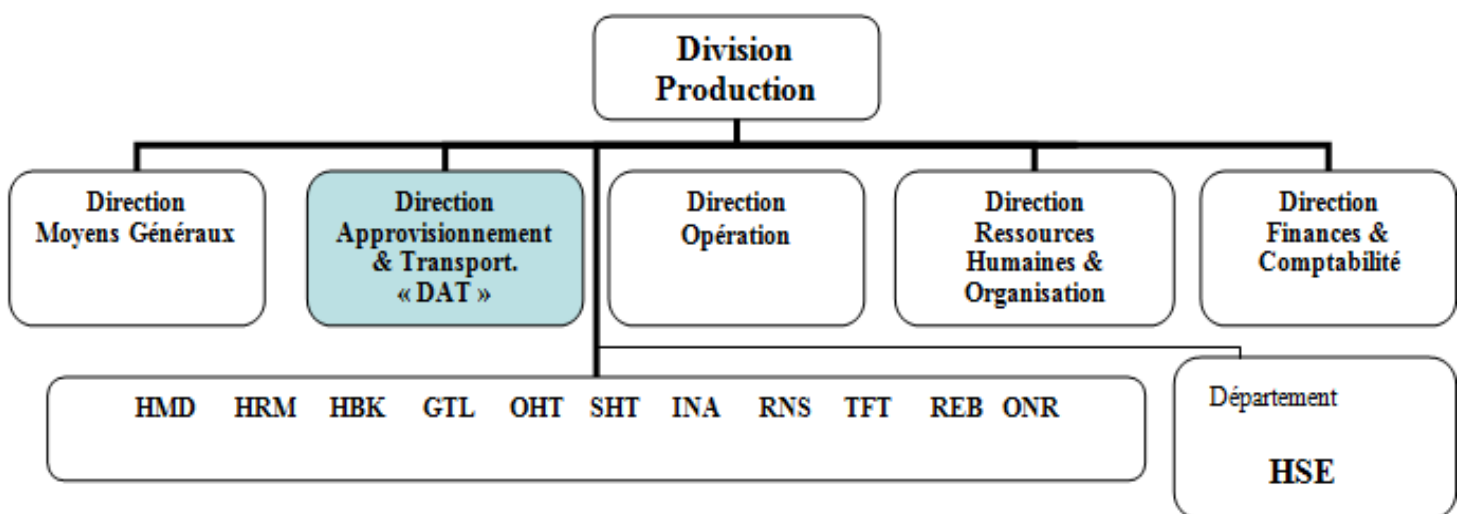 Division
Production
Direction
Moyens Généraux
Direction
Approvisionnement
& Transport.
« DAT »
Direction
Opération
Direction
Ressources
Humaines &
Organisation
Direction
Finances &
Comptabilité
HMD HRM HBK GTL OHT SHT INA RNS TFT REB ONR
Département
HSE